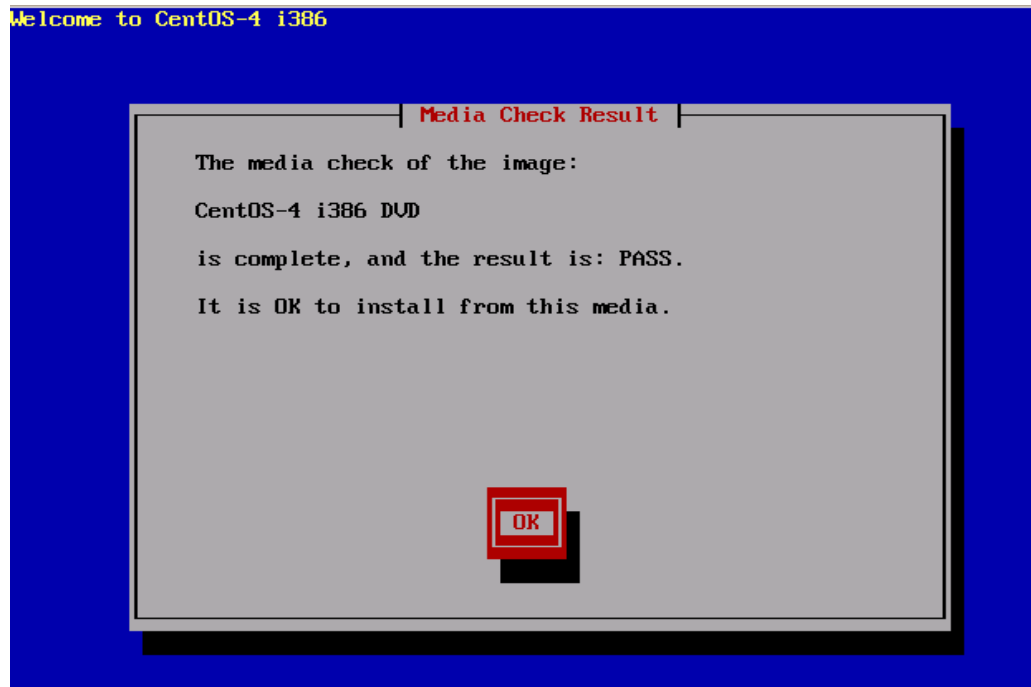 Welcome to CentOS-4 i386
Media Check Result
The media check of the image:
CentOS-4 i386 DVD
is complete, and the result is: PASS.
It is OK to install from this media.
OK